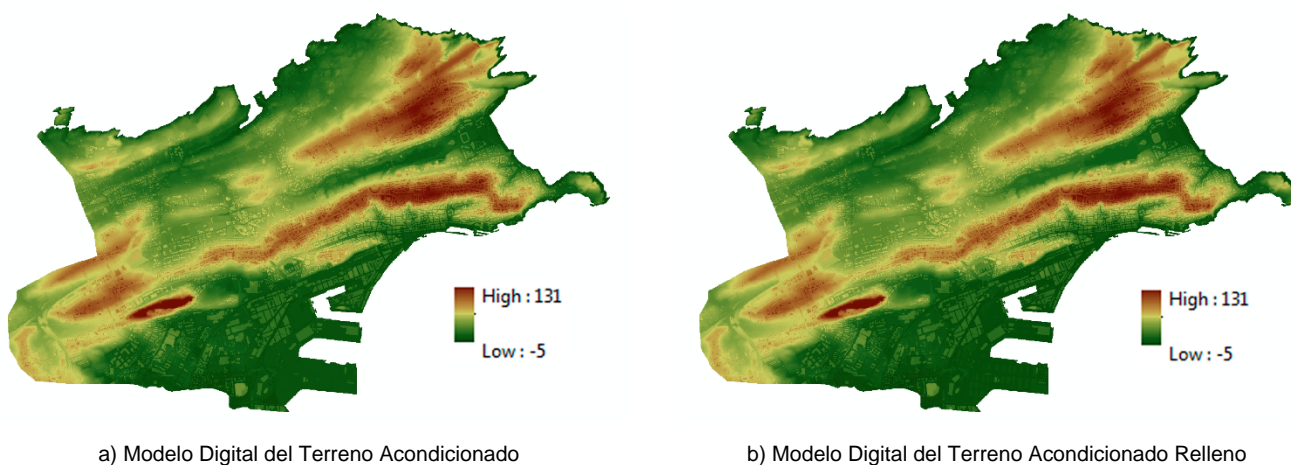 High : 131
Low : -5
High : 131
Low : -5
a) Modelo Digital del Terreno Acondicionado
b) Modelo Digital del Terreno Acondicionado Relleno